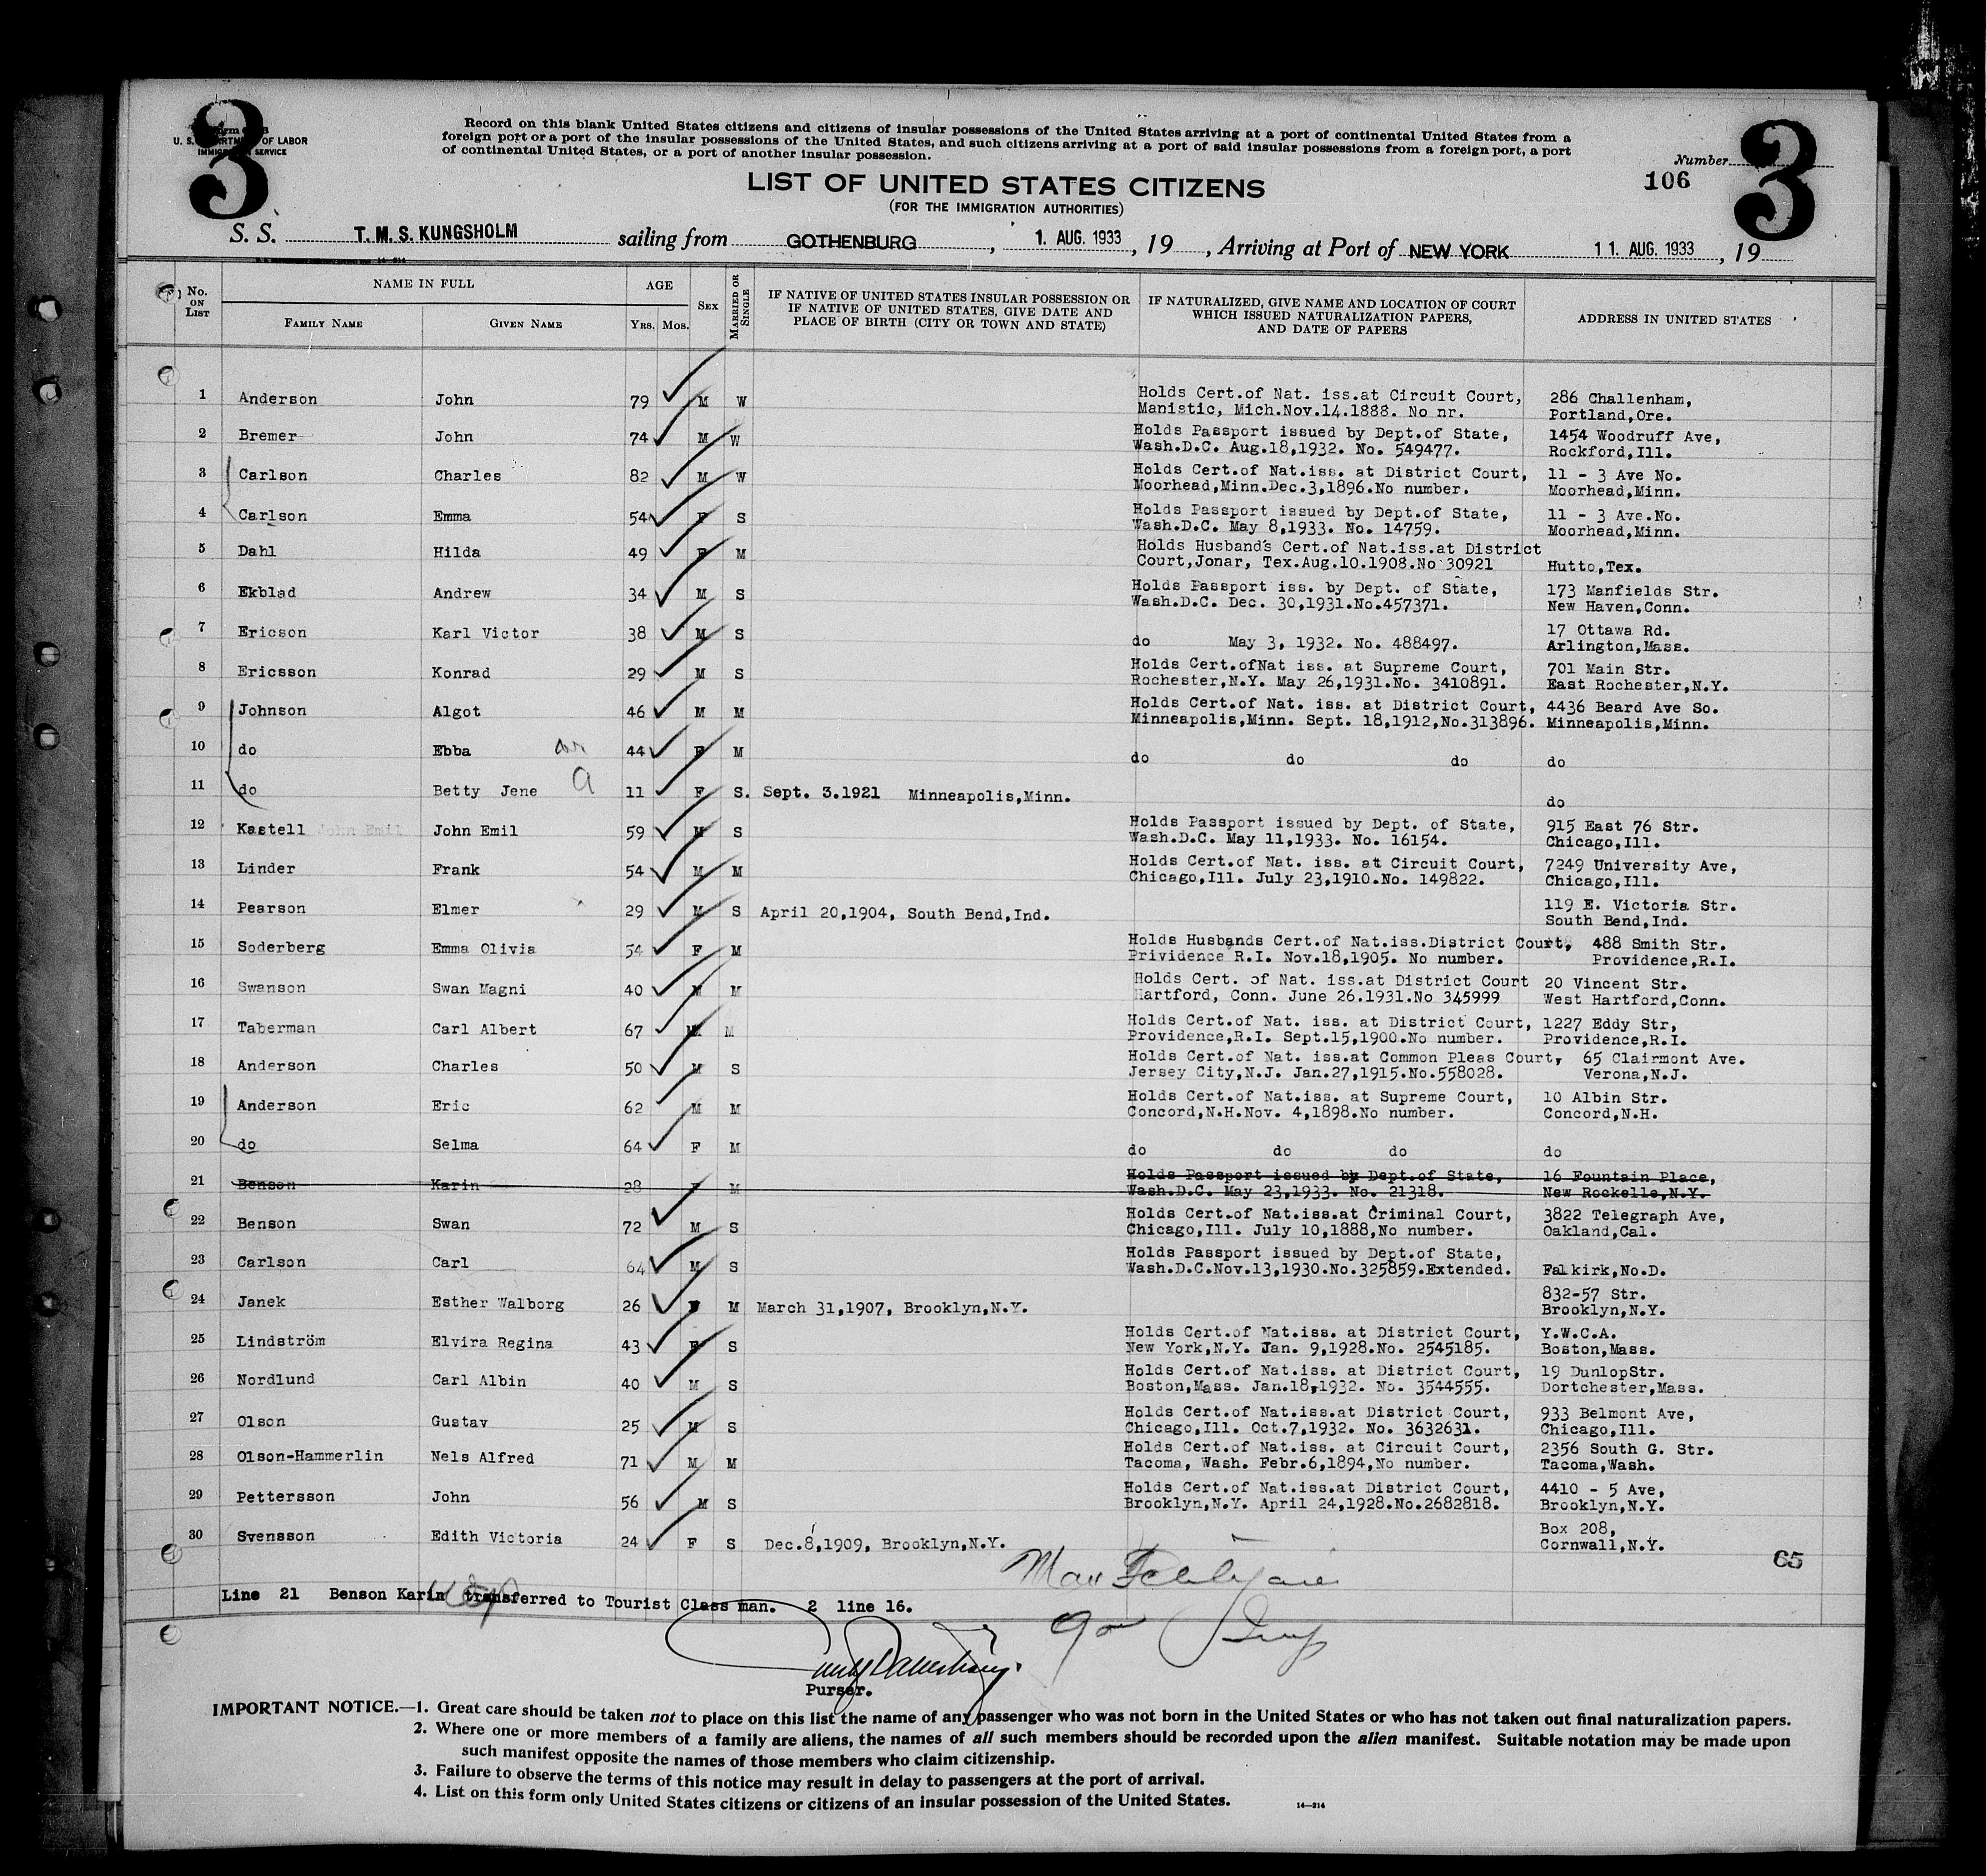 3
3
Form 630 B
U. S. DEPARTMENT OF LABOR
IMMIGRATION SERVICE
Record on this blank United States citizens and citizens of insular possessions of the United States arriving at a port of continental United States from a
foreign port or a port of the insular possessions of the United States, and such citizens arriving at a port of said insular possessions from a foreign port, a port
of continental United States, or a port of another insular possession.
Number
106
LIST OF UNITED STATES CITIZENS
(FOR THE IMMIGRATION AUTHORITIES)
S. S. T. M. S. KUNGSHOLM sailing from GOTHENBURG, 1. AUG. 1933, 19 , Arriving at Port of NEW YORK 11. AUG. 1933, 19
No. ON LIST NAME IN FULL FAMILY NAME GIVEN NAME AGE YRS. MOS. SEX MARRIED OR SINGLE IF NATIVE OF UNITED STATES INSULAR POSSESSION OR IF NATIVE OF UNITED STATES, GIVE DATE AND PLACE OF BIRTH (CITY OR TOWN AND STATE) IF NATURALIZED, GIVE NAME AND LOCATION OF COURT WHICH ISSUED NATURALIZATION PAPERS, AND DATE OF PAPERS ADDRESS IN UNITED STATES
1 Anderson John 79 M W Holds Cert.of Nat. iss.at Circuit Court, 286 Challenham,
Manistic, Mich.Nov.14.1888. No nr. Portland,Ore.
2 Bremer John 74 M W Holds Passport issued by Dept.of State, 1454 Woodruff Ave,
Wash.D.C. Aug.18,1932. No. 549477. Rockford,Ill.
3 Carlson Charles 82 M W Holds Cert.of Nat.iss. at District Court, 11 - 3 Ave No.
Moorhead,Minn.Dec.3,1896.No number. Moorhead,Minn.
4 Carlson Emma 54 F S Holds Passport issued by Dept.of State, 11 - 3 Ave.No.
Wash.D.C. May 8,1933. No. 14759. Moorhead,Minn.
5 Dahl Hilda 49 F M Holds Husband's Cert.of Nat.iss.at District
Court,Jonar, Tex.Aug.10.1908.No 30921 Hutto,Tex.
6 Ekblad Andrew 34 M S Holds Passport iss. by Dept. of State, 173 Manfields Str.
Wash.D.C. Dec. 30,1931.No.457371. New Haven,Conn.
7 Ericson Karl Victor 38 M S 17 Ottawa Rd.
do May 3, 1932. No. 488497. Arlington,Mass.
8 Ericsson Konrad 29 M S Holds Cert.ofNat iss. at Supreme Court, 701 Main Str.
Rochester,N.Y. May 26,1931.No. 3410891. East Rochester,N.Y.
9 Johnson Algot 46 M M Holds Cert.of Nat. iss. at District Court, 4436 Beard Ave So.
Minneapolis,Minn. Sept. 18,1912,No.313896. Minneapolis,Minn.
10 do Ebba 44 F M do do do do
11 do Betty Jene 11 F S. Sept. 3.1921 Minneapolis,Minn. do
12 Kastell John Emil 59 M S Holds Passport issued by Dept. of State, 915 East 76 Str.
Wash.D.C. May 11,1933. No. 16154. Chicago,Ill.
13 Linder Frank 54 M M Holds Cert.of Nat. iss. at Circuit Court, 7249 University Ave,
Chicago,Ill. July 23,1910.No. 149822. Chicago,Ill.
14 Pearson Elmer 29 M S April 20,1904, South Bend,Ind. 119 E. Victoria Str.
South Bend,Ind.
15 Soderberg Emma Olivia 54 F M Holds Husbands Cert.of Nat.iss.District Court, 488 Smith Str.
Prividence R.I. Nov.18,1905. No number. Providence,R.I.
16 Swanson Swan Magni 40 M M Holds Cert. of Nat. iss.at District Court 20 Vincent Str.
Hartford, Conn. June 26.1931.No 345999 West Hartford,Conn.
17 Taberman Carl Albert 67 M M Holds Cert.of Nat. iss. at District Court, 1227 Eddy Str,
Providence,R.I. Sept.15,1900.No number. Providence,R.I.
18 Anderson Charles 50 M S Holds Cert.of Nat. iss.at Common Pleas Court, 65 Clairmont Ave.
Jersey City,N.J. Jan.27,1915.No.558028. Verona,N.J.
19 Anderson Eric 62 M M Holds Cert.of Nat.iss. at Supreme Court, 10 Albin Str.
Concord,N.H.Nov. 4,1898.No number. Concord,N.H.
20 do Selma 64 F M do do do do
21 Benson Karin 28 F M Holds Passport issued by Dept.of State, 16 Fountain Place,
Wash.D.C. May 23,1933. No. 21318. New Rockelle,N.Y.
22 Benson Swan 72 M S Holds Cert.of Nat.iss.at Criminal Court, 3822 Telegraph Ave,
Chicago,Ill. July 10,1888,No number. Oakland,Cal.
23 Carlson Carl 64 M S Holds Passport issued by Dept.of State,
Wash.D.C.Nov.13,1930.No.325859.Extended. Falkirk,No.D.
24 Janek Esther Walborg 26 F M March 31,1907, Brooklyn,N.Y. 832-57 Str.
Brooklyn,N.Y.
25 Lindström Elvira Regina 43 F S Holds Cert.of Nat.iss. at District Court, Y.W.C.A.
New York,N.Y. Jan. 9,1928.No. 2545185. Boston,Mass.
26 Nordlund Carl Albin 40 M S Holds Cert.of Nat.iss. at District Court, 19 DunlopStr.
Boston,Mass. Jan.18,1932. No. 3544555. Dortchester,Mass.
27 Olson Gustav 25 M S Holds Cert.of Nat.iss.at District Court, 933 Belmont Ave,
Chicago,Ill. Oct.7,1932. No. 3632631. Chicago,Ill.
28 Olson-Hammerlin Nels Alfred 71 M M Holds Cert.of Nat.iss. at Circuit Court, 2356 South G. Str.
Tacoma, Wash. Febr.6,1894,No number. Tacoma,Wash.
29 Pettersson John 56 M S Holds Cert.of Nat.iss.at District Court, 4410 - 5 Ave,
Brooklyn,N.Y. April 24,1928.No.2682818. Brooklyn,N.Y.
30 Svensson Edith Victoria 24 F S Dec.8,1909, Brooklyn,N.Y. Box 208,
Cornwall,N.Y.
65
Line 21 Benson Karin transferred to Tourist Class man. 2 line 16.
Purser.
IMPORTANT NOTICE.—1. Great care should be taken not to place on this list the name of any passenger who was not born in the United States or who has not taken out final naturalization papers.
2. Where one or more members of a family are aliens, the names of all such members should be recorded upon the alien manifest. Suitable notation may be made upon
such manifest opposite the names of those members who claim citizenship.
3. Failure to observe the terms of this notice may result in delay to passengers at the port of arrival.
4. List on this form only United States citizens or citizens of an insular possession of the United States.
14—214